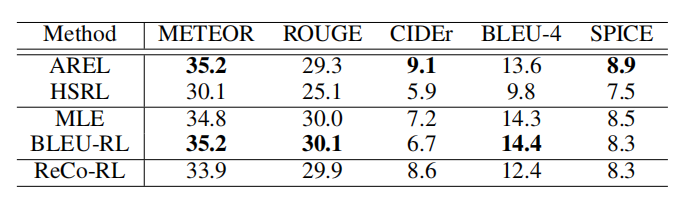 Method METEOR ROUGE CIDEr BLEU-4 SPICE
AREL 35.2 29.3 9.1 13.6 8.9
HSRL 30.1 25.1 5.9 9.8 7.5
MLE 34.8 30.0 7.2 14.3 8.5
BLEU-RL 35.2 30.1 6.7 14.4 8.3
ReCo-RL 33.9 29.9 8.6 12.4 8.3